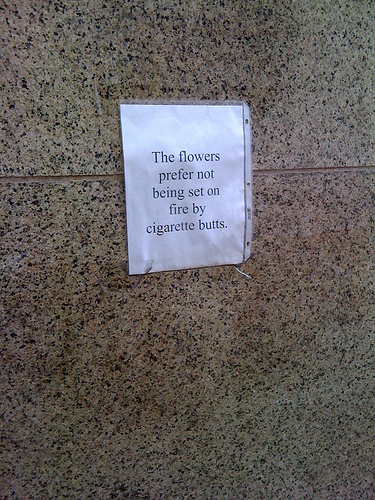 The flowers
prefer not
being set on
fire by
cigarette butts.